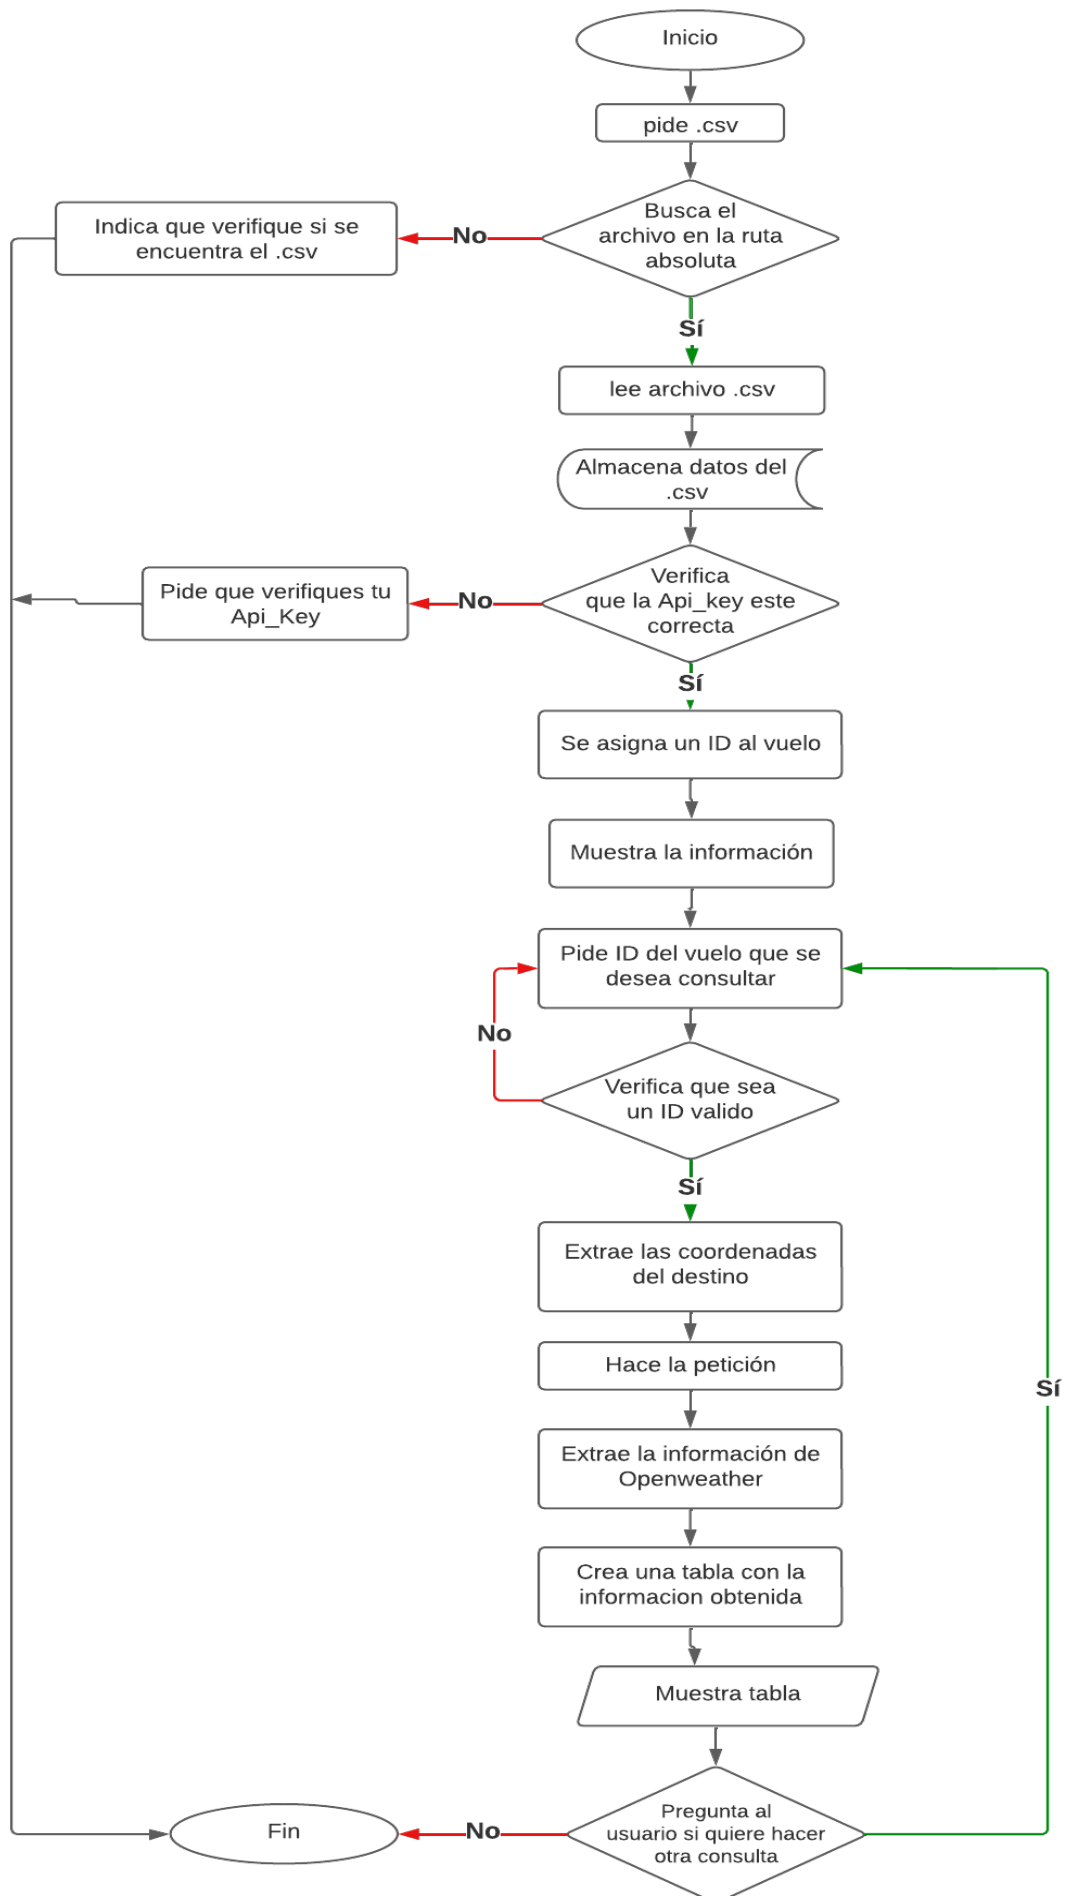 Inicio
pide .csv
Busca el
archivo en la ruta
absoluta
No
Indica que verifique si se
encuentra el .csv
Sí
lee archivo .csv
Almacena datos del
.csv
Verifica
que la Api_key este
correcta
No
Pide que verifiques tu
Api_Key
Sí
Se asigna un ID al vuelo
Muestra la información
Pide ID del vuelo que se
desea consultar
No
Verifica que sea
un ID valido
Sí
Extrae las coordenadas
del destino
Hace la petición
Sí
Extrae la información de
Openweather
Crea una tabla con la
informacion obtenida
Muestra tabla
Pregunta al
usuario si quiere hacer
otra consulta
No
Fin